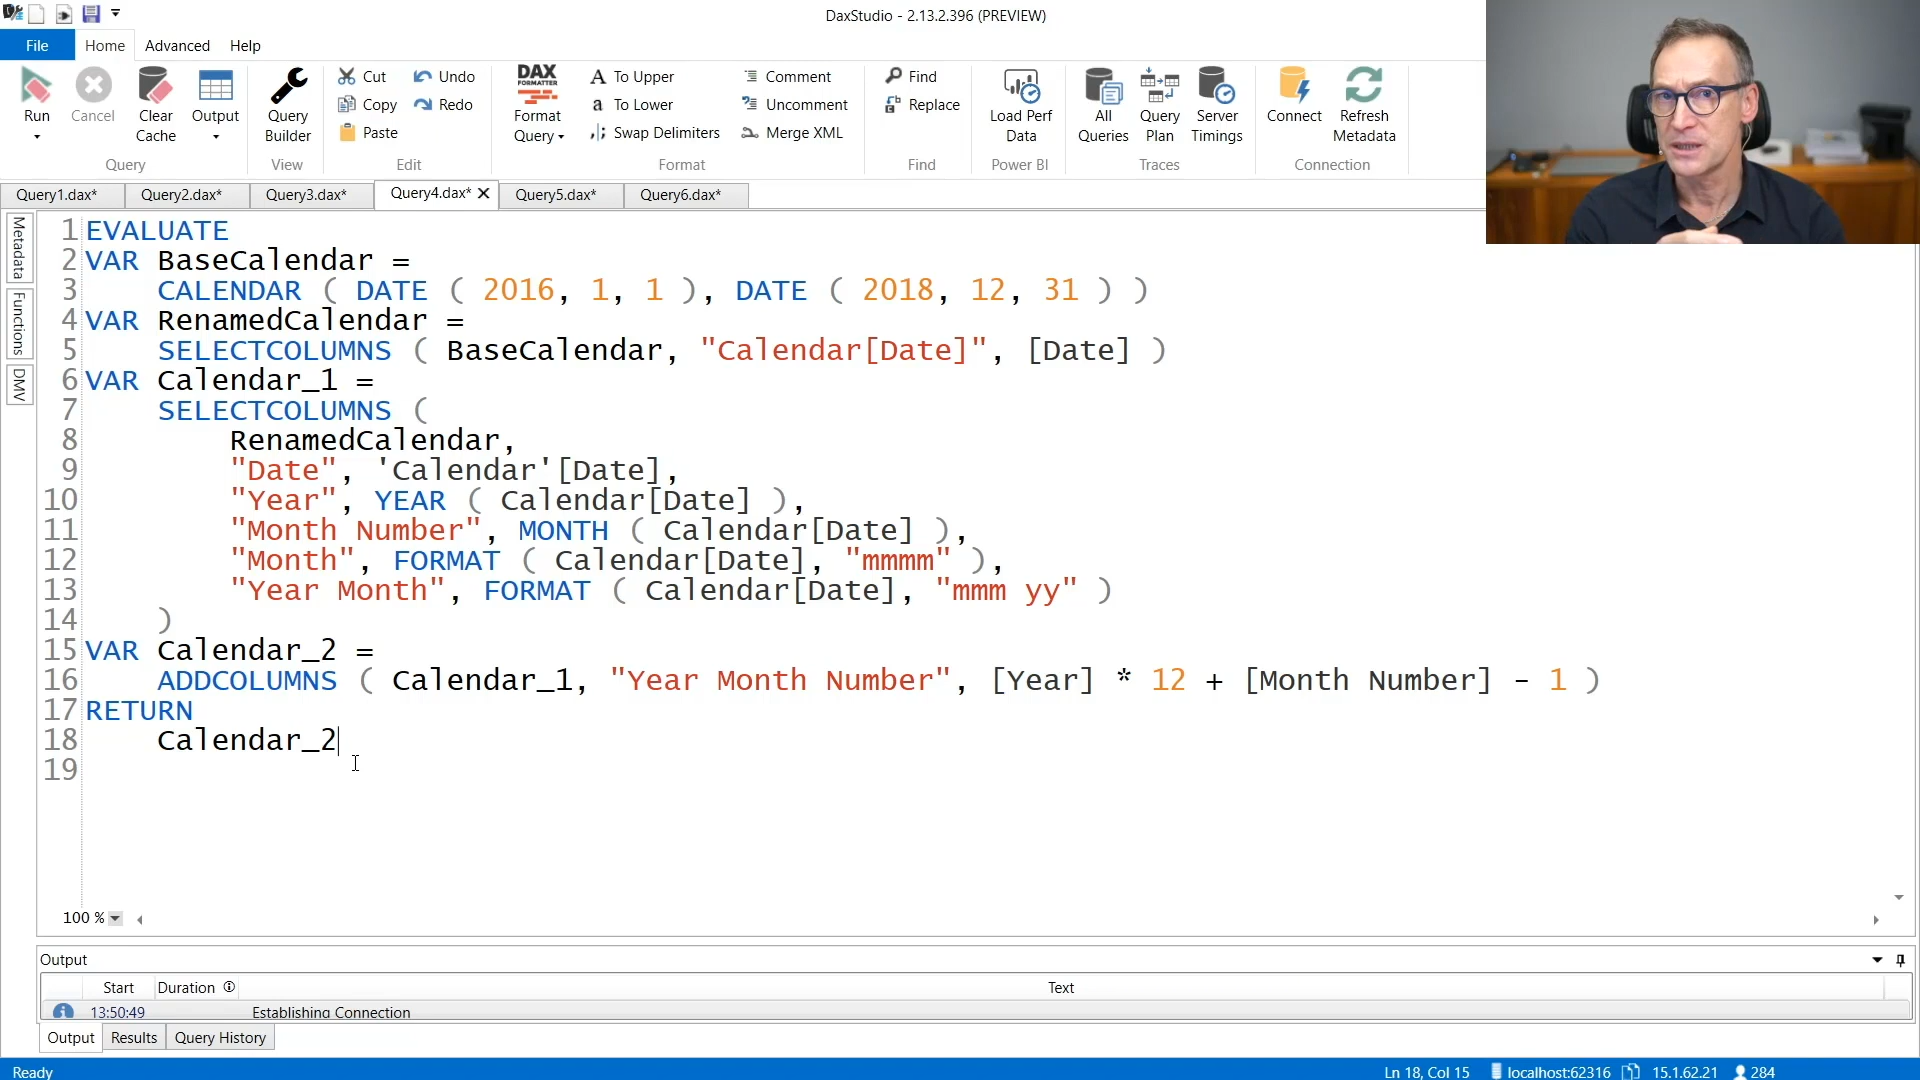 DaxStudio - 2.13.2.396 (PREVIEW)
File Home Advanced Help
Run
Cancel
Clear Cache
Output
Query
Query Builder
View
Cut
Copy
Paste
Undo
Redo
Edit
DAX FORMATTER
Format Query
To Upper
To Lower
Swap Delimiters
Comment
Uncomment
Merge XML
Format
Find
Replace
Find
Load Perf Data
Power BI
All Queries
Query Plan
Server Timings
Traces
Connect
Refresh Metadata
Connection
Query1.dax* Query2.dax* Query3.dax* Query4.dax* Query5.dax* Query6.dax*
Metadata
Functions
DMV
1 EVALUATE
2 VAR BaseCalendar =
3 CALENDAR ( DATE ( 2016, 1, 1 ), DATE ( 2018, 12, 31 ) )
4 VAR RenamedCalendar =
5 SELECTCOLUMNS ( BaseCalendar, "Calendar[Date]", [Date] )
6 VAR Calendar_1 =
7 SELECTCOLUMNS (
8 RenamedCalendar,
9 "Date", 'Calendar'[Date],
10 "Year", YEAR ( Calendar[Date] ),
11 "Month Number", MONTH ( Calendar[Date] ),
12 "Month", FORMAT ( Calendar[Date], "mmmm" ),
13 "Year Month", FORMAT ( Calendar[Date], "mmm yy" )
14 )
15 VAR Calendar_2 =
16 ADDCOLUMNS ( Calendar_1, "Year Month Number", [Year] * 12 + [Month Number] - 1 )
17 RETURN
18 Calendar_2
19
100 %
Output
Start Duration Text
13:50:49 Establishing Connection
Output Results Query History
Ready Ln 18, Col 15 localhost:62316 15.1.62.21 284